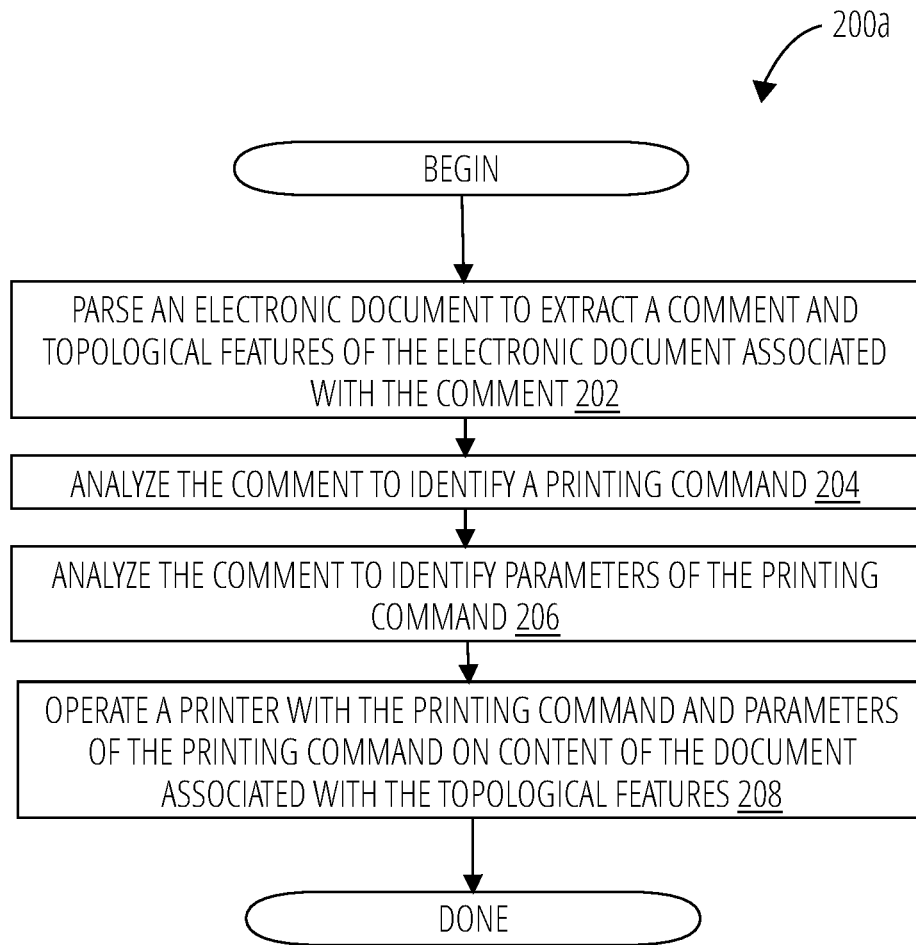 200a
BEGIN
PARSE AN ELECTRONIC DOCUMENT TO EXTRACT A COMMENT AND
TOPOLOGICAL FEATURES OF THE ELECTRONIC DOCUMENT ASSOCIATED
WITH THE COMMENT 202
ANALYZE THE COMMENT TO IDENTIFY A PRINTING COMMAND 204
ANALYZE THE COMMENT TO IDENTIFY PARAMETERS OF THE PRINTING
COMMAND 206
OPERATE A PRINTER WITH THE PRINTING COMMAND AND PARAMETERS
OF THE PRINTING COMMAND ON CONTENT OF THE DOCUMENT
ASSOCIATED WITH THE TOPOLOGICAL FEATURES 208
DONE